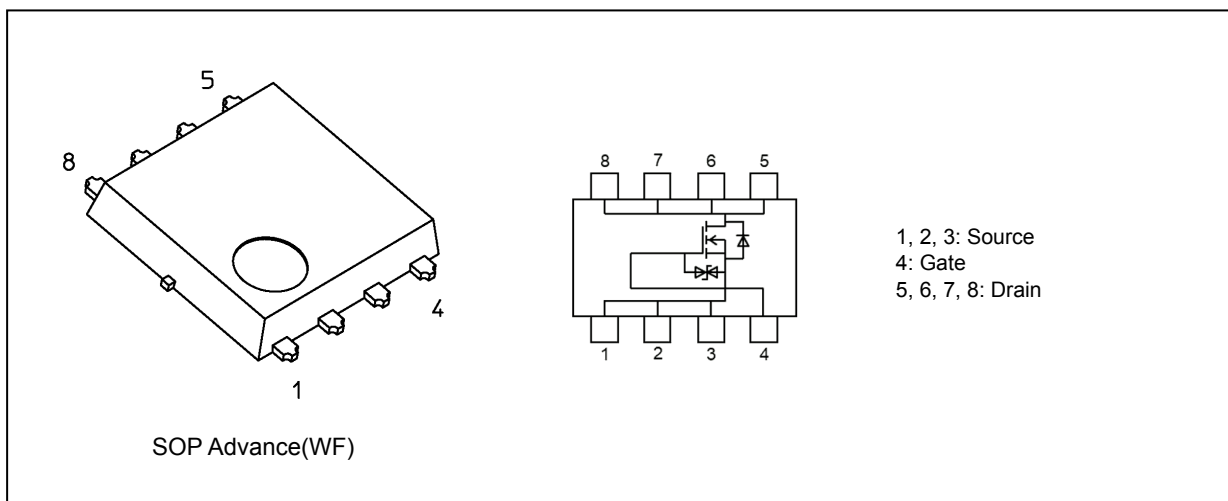 5
8
4
1
SOP Advance(WF)
8 7 6 5
1 2 3 4
1, 2, 3: Source
4: Gate
5, 6, 7, 8: Drain